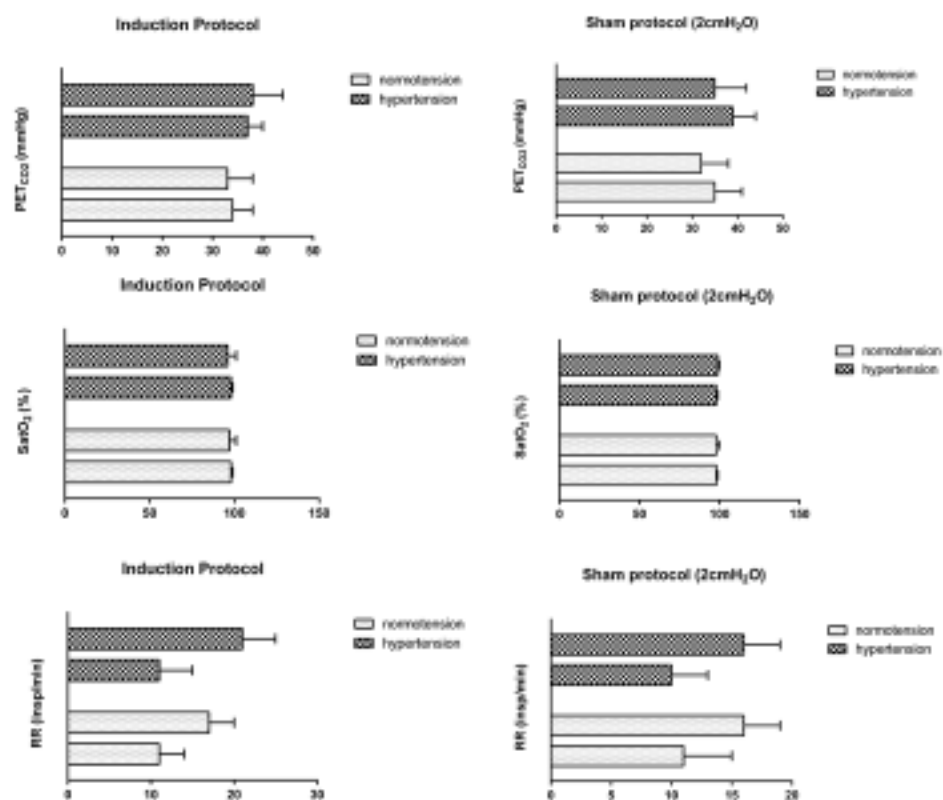 Induction Protocol
normotension
hypertension
PETCO2 (mmHg)
0 10 20 30 40 50
Sham protocol (2cmH₂O)
normotension
hypertension
PETCO2 (mmHg)
0 10 20 30 40 50
Induction Protocol
normotension
hypertension
SatO₂ (%)
0 50 100 150
Sham protocol (2cmH₂O)
normotension
hypertension
SatO₂ (%)
0 50 100 150
Induction Protocol
normotension
hypertension
RR (insp/min)
0 10 20 30
Sham protocol (2cmH₂O)
normotension
hypertension
RR (insp/min)
0 5 10 15 20